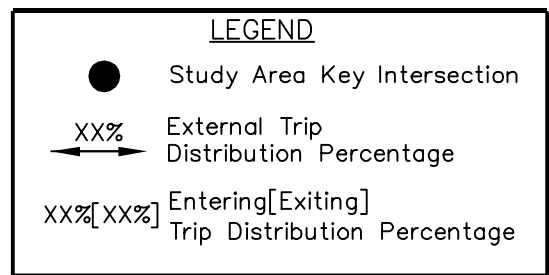 LEGEND
Study Area Key Intersection
XX% External Trip
Distribution Percentage
XX%[XX%] Entering[Exiting]
Trip Distribution Percentage